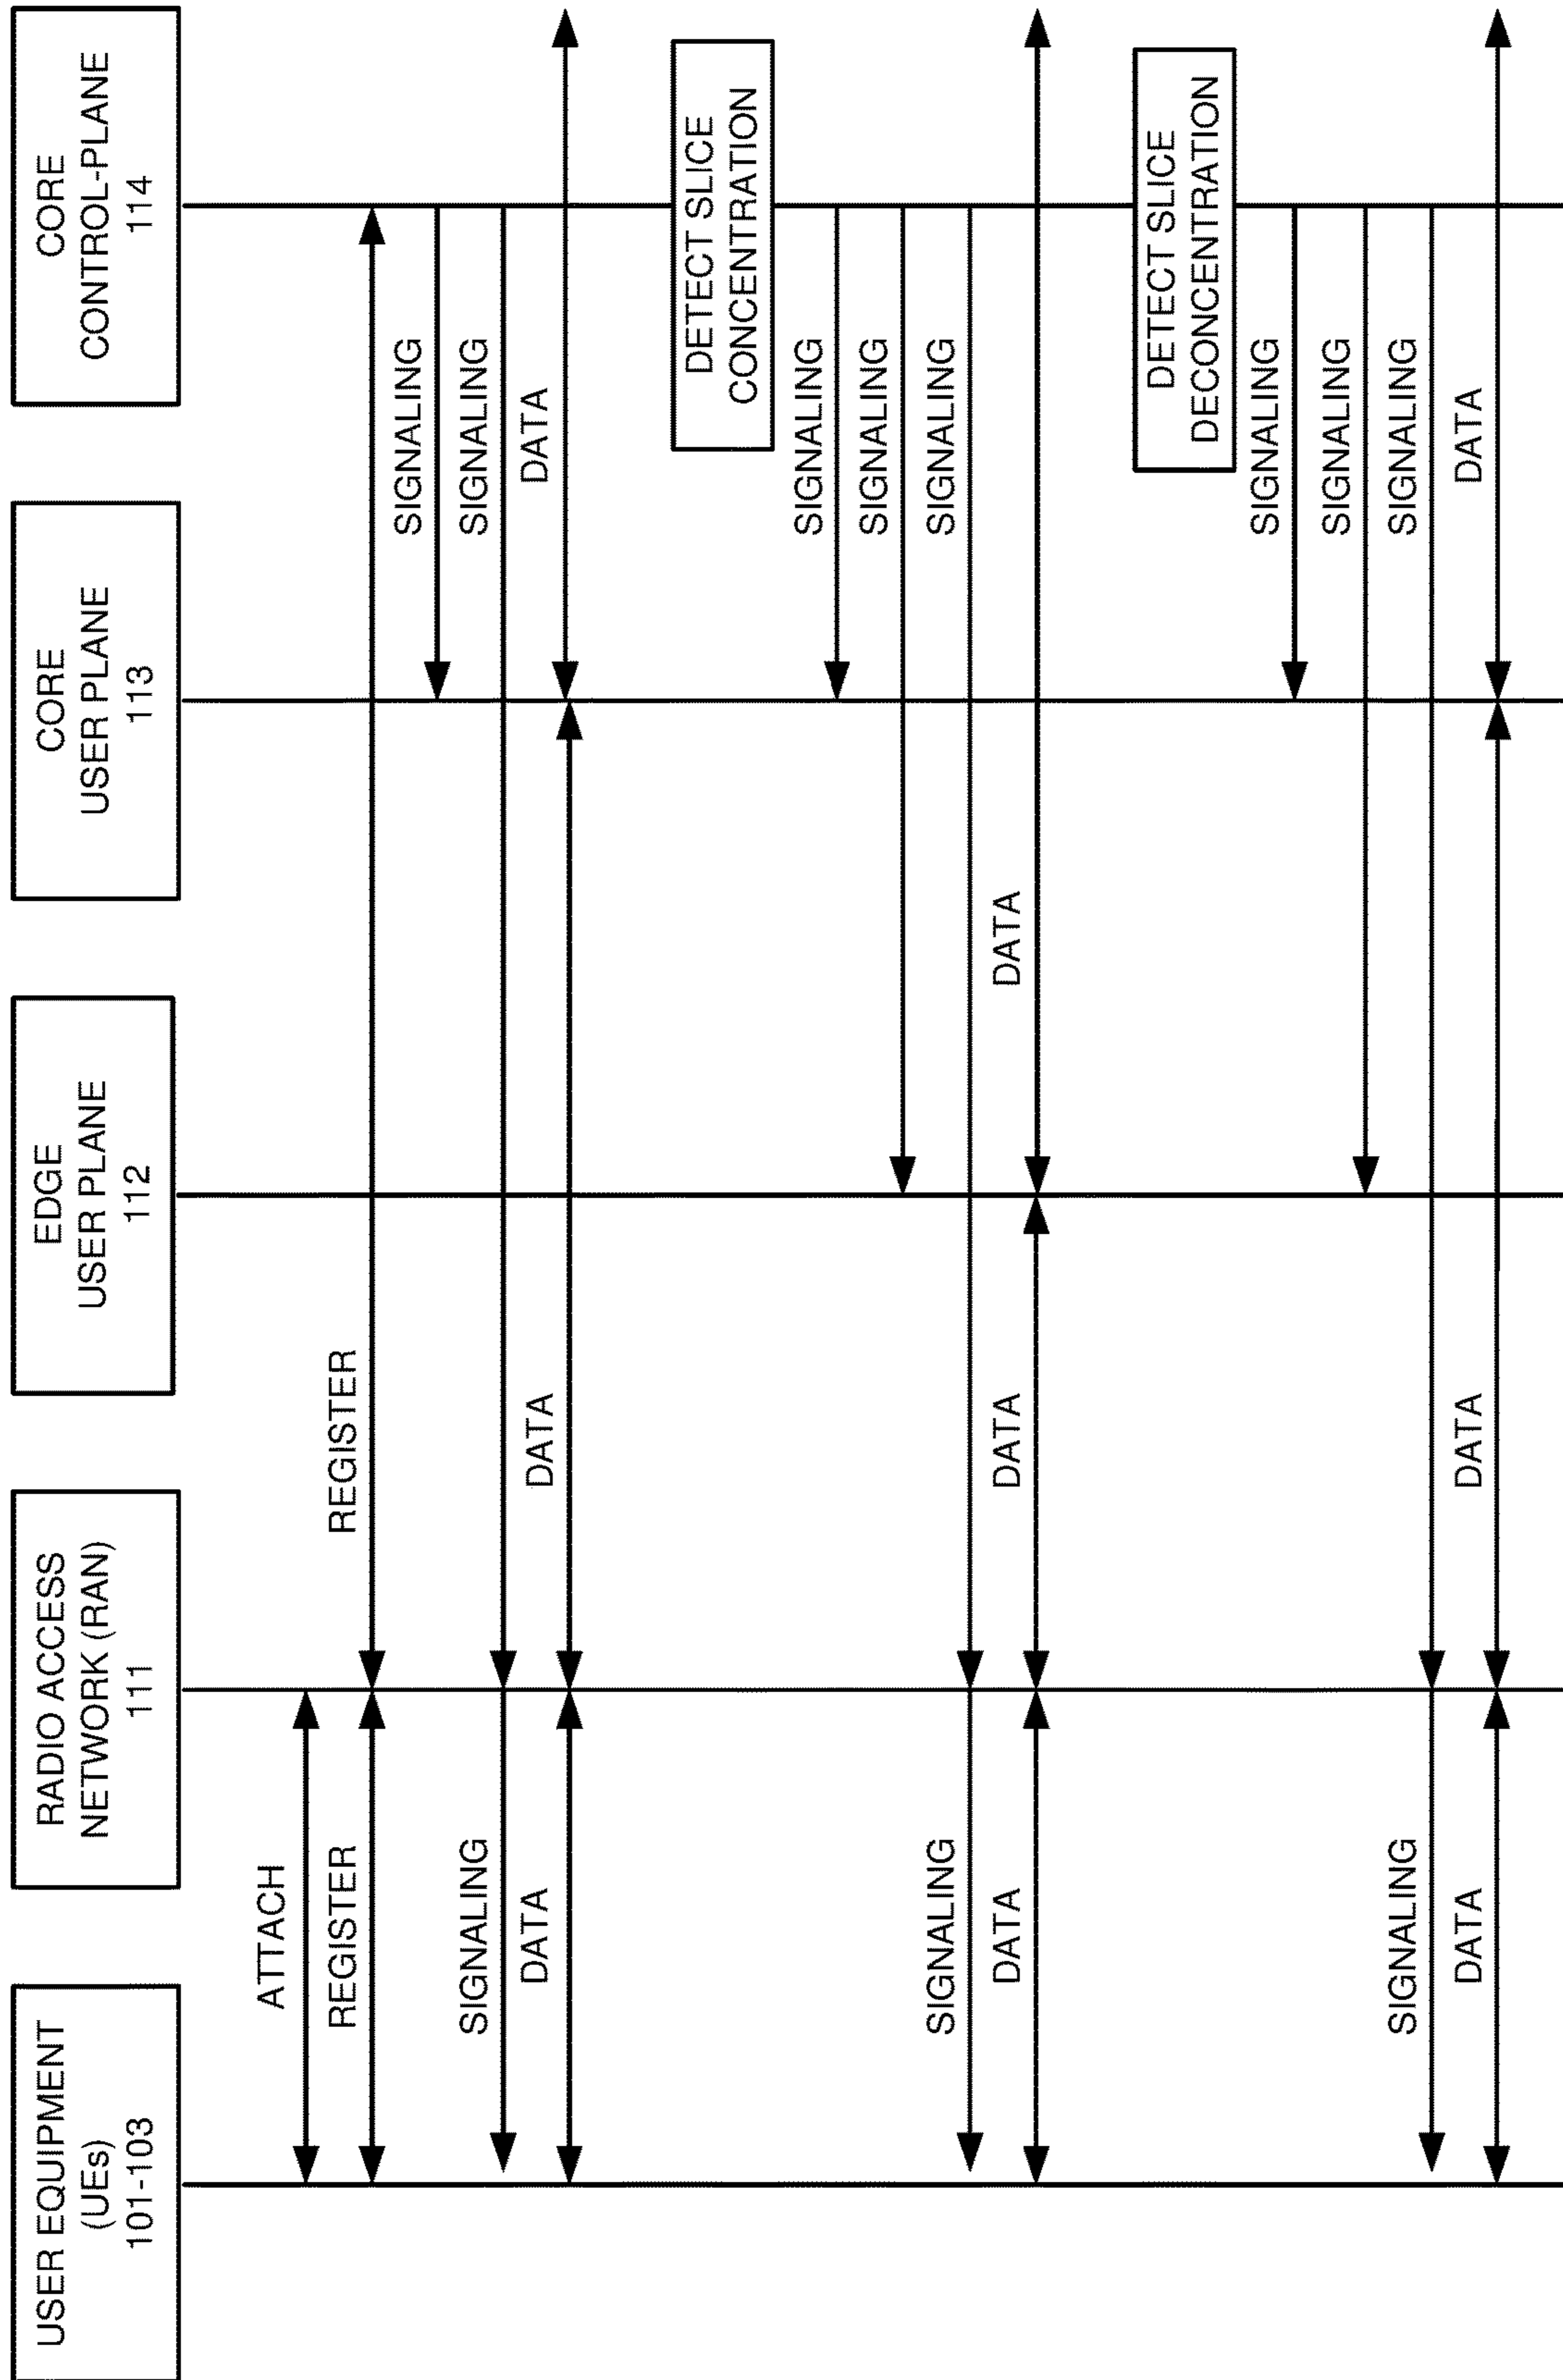 USER EQUIPMENT
(UEs)
101-103
RADIO ACCESS
NETWORK (RAN)
111
EDGE
USER PLANE
112
CORE
USER PLANE
113
CORE
CONTROL-PLANE
114
ATTACH
REGISTER
REGISTER
SIGNALING
SIGNALING
SIGNALING
DATA
DATA
DATA
DETECT SLICE
CONCENTRATION
SIGNALING
SIGNALING
SIGNALING
SIGNALING
DATA
DATA
DATA
DETECT SLICE
DECONCENTRATION
SIGNALING
SIGNALING
SIGNALING
SIGNALING
DATA
DATA
DATA